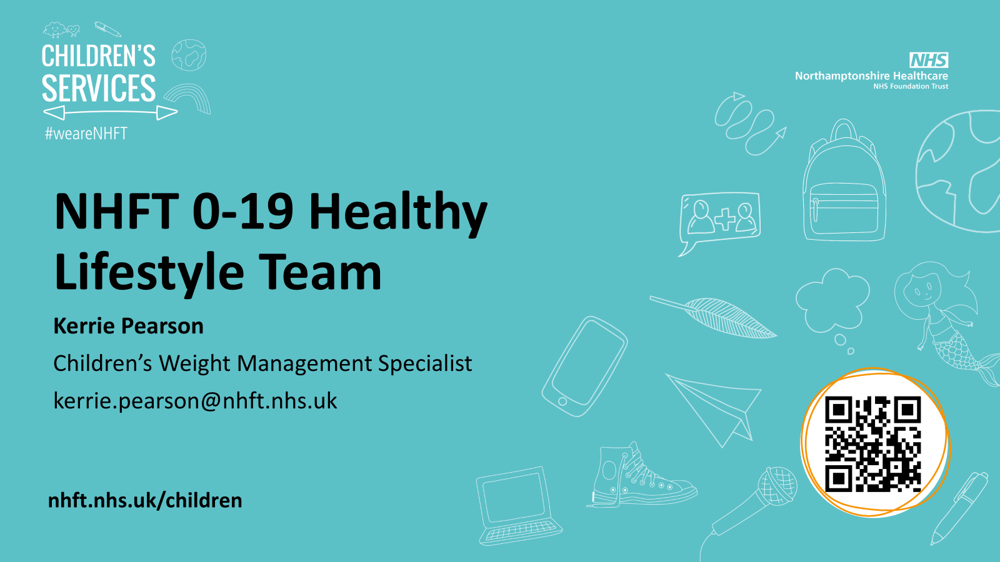 CHILDREN'S
SERVICES
#weareNHFT
NHS
Northamptonshire Healthcare
NHS Foundation Trust
NHFT 0-19 Healthy
Lifestyle Team
Kerrie Pearson
Children’s Weight Management Specialist
kerrie.pearson@nhft.nhs.uk
nhft.nhs.uk/children